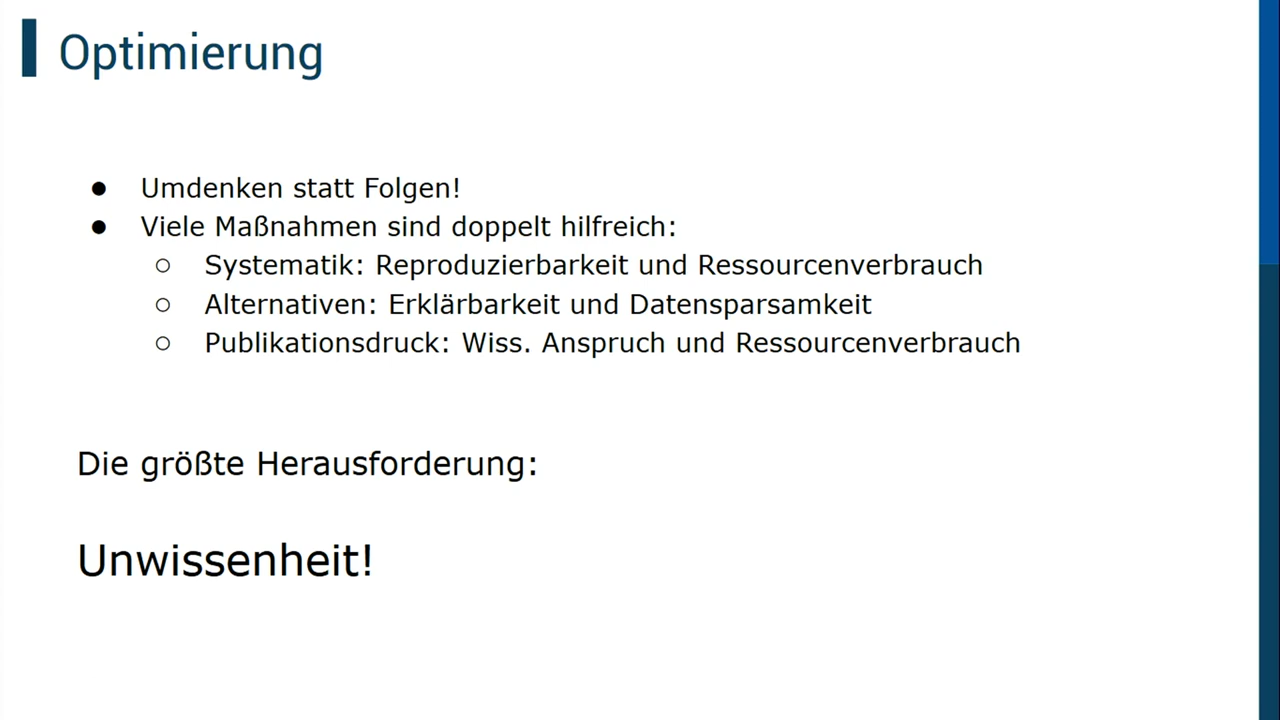 Optimierung
● Umdenken statt Folgen!
● Viele Maßnahmen sind doppelt hilfreich:
○ Systematik: Reproduzierbarkeit und Ressourcenverbrauch
○ Alternativen: Erklärbarkeit und Datensparsamkeit
○ Publikationsdruck: Wiss. Anspruch und Ressourcenverbrauch
Die größte Herausforderung:
Unwissenheit!